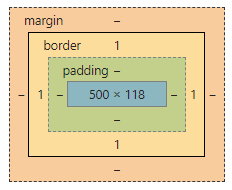 margin –
border 1
padding –
– 1 – 500 × 118 – 1 –
–
1
–